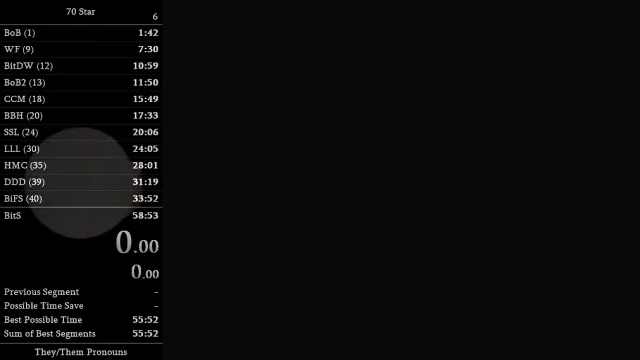 70 Star
6
BoB (1) 1:42
WF (9) 7:30
BitDW (12) 10:59
BoB2 (13) 11:50
CCM (18) 15:49
BBH (20) 17:33
SSL (24) 20:06
LLL (30) 24:05
HMC (35) 28:01
DDD (39) 31:19
BiFS (40) 33:52
BitS 58:53
0.00
0.00
Previous Segment -
Possible Time Save -
Best Possible Time 55:52
Sum of Best Segments 55:52
They/Them Pronouns